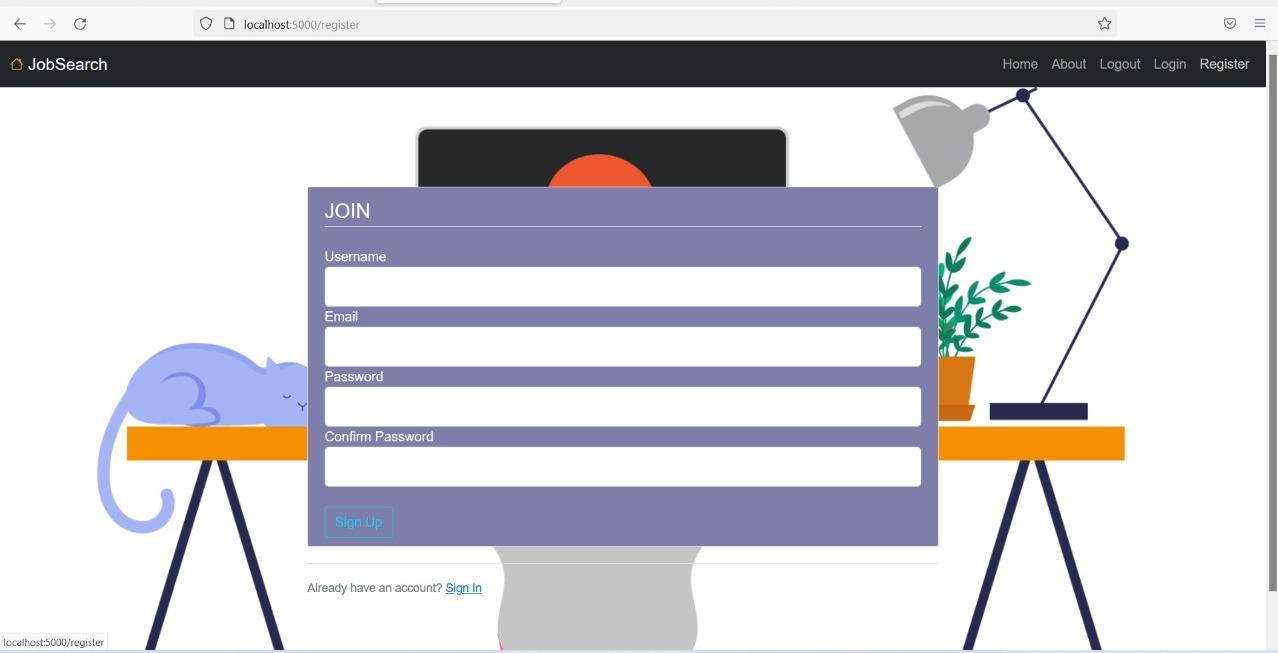 localhost:5000/register
JobSearch
Home About Logout Login Register
JOIN
Username
Email
Password
Confirm Password
Sign Up
Already have an account? Sign In
localhost:5000/register